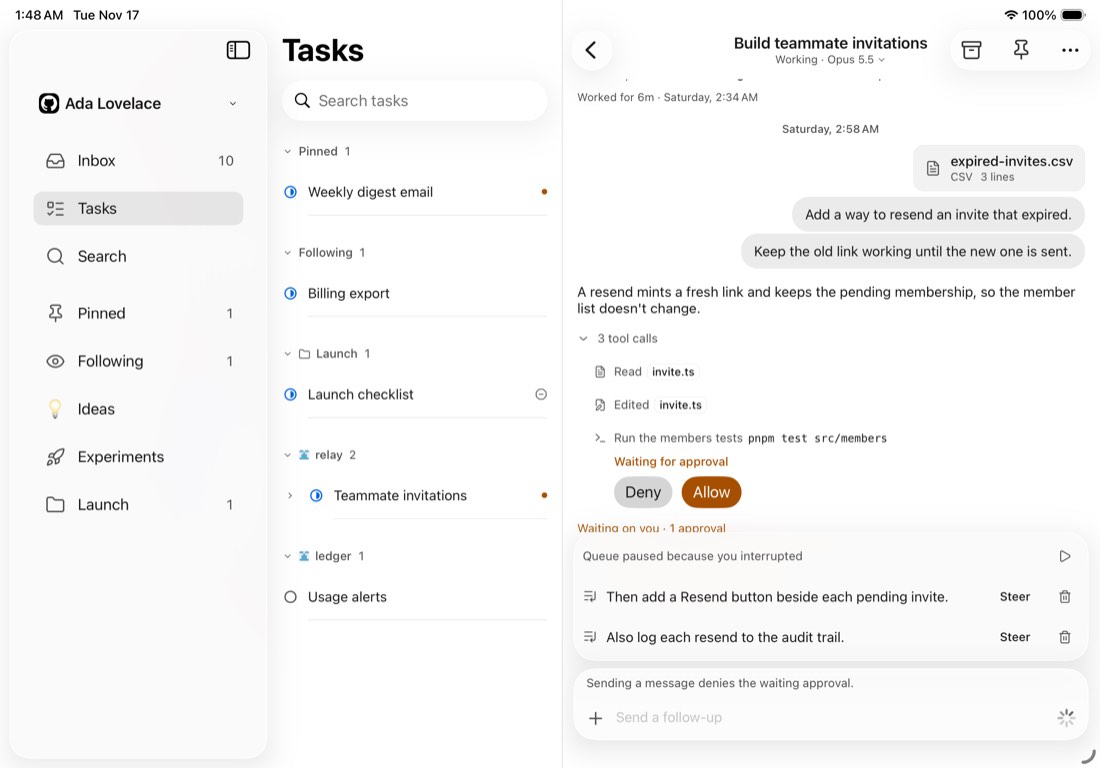 1:48 AM Tue Nov 17
100%
Ada Lovelace
Inbox 10
Tasks
Search
Pinned 1
Following 1
Ideas
Experiments
Launch 1
Tasks
Search tasks
Pinned 1
Weekly digest email
Following 1
Billing export
Launch 1
Launch checklist
relay 2
Teammate invitations
ledger 1
Usage alerts
Build teammate invitations
Working · Opus 5.5
Worked for 6m · Saturday, 2:34 AM
Saturday, 2:58 AM
expired-invites.csv
CSV 3 lines
Add a way to resend an invite that expired.
Keep the old link working until the new one is sent.
A resend mints a fresh link and keeps the pending membership, so the member
list doesn't change.
3 tool calls
Read invite.ts
Edited invite.ts
Run the members tests pnpm test src/members
Waiting for approval
Deny Allow
Waiting on you · 1 approval
Queue paused because you interrupted
Then add a Resend button beside each pending invite. Steer
Also log each resend to the audit trail. Steer
Sending a message denies the waiting approval.
Send a follow-up